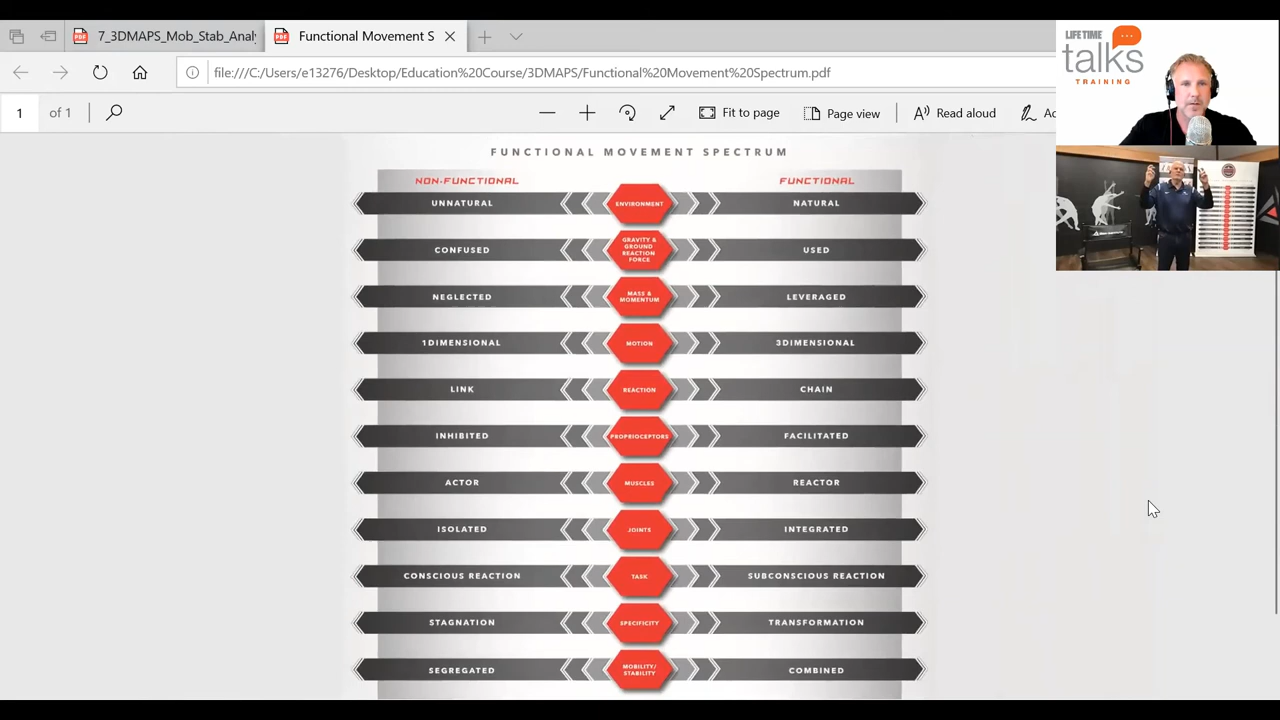 7_3DMAPS_Mob_Stab_Anal
Functional Movement S
file:///C:/Users/e13276/Desktop/Education%20Course/3DMAPS/Functional%20Movement%20Spectrum.pdf
1 of 1
Fit to page
Page view
Read aloud
LIFE TIME
talks
TRAINING
FUNCTIONAL MOVEMENT SPECTRUM
NON-FUNCTIONAL FUNCTIONAL
UNNATURAL ENVIRONMENT NATURAL
CONFUSED GRAVITY & GROUND REACTION FORCE USED
NEGLECTED MASS & MOMENTUM LEVERAGED
1DIMENSIONAL MOTION 3DIMENSIONAL
LINK REACTION CHAIN
INHIBITED PROPRIOCEPTORS FACILITATED
ACTOR MUSCLES REACTOR
ISOLATED JOINTS INTEGRATED
CONSCIOUS REACTION TASK SUBCONSCIOUS REACTION
STAGNATION SPECIFICITY TRANSFORMATION
SEGREGATED MOBILITY/ STABILITY COMBINED